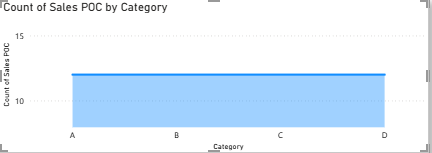 Count of Sales POC by Category
15
10
Count of Sales POC
A B C D
Category